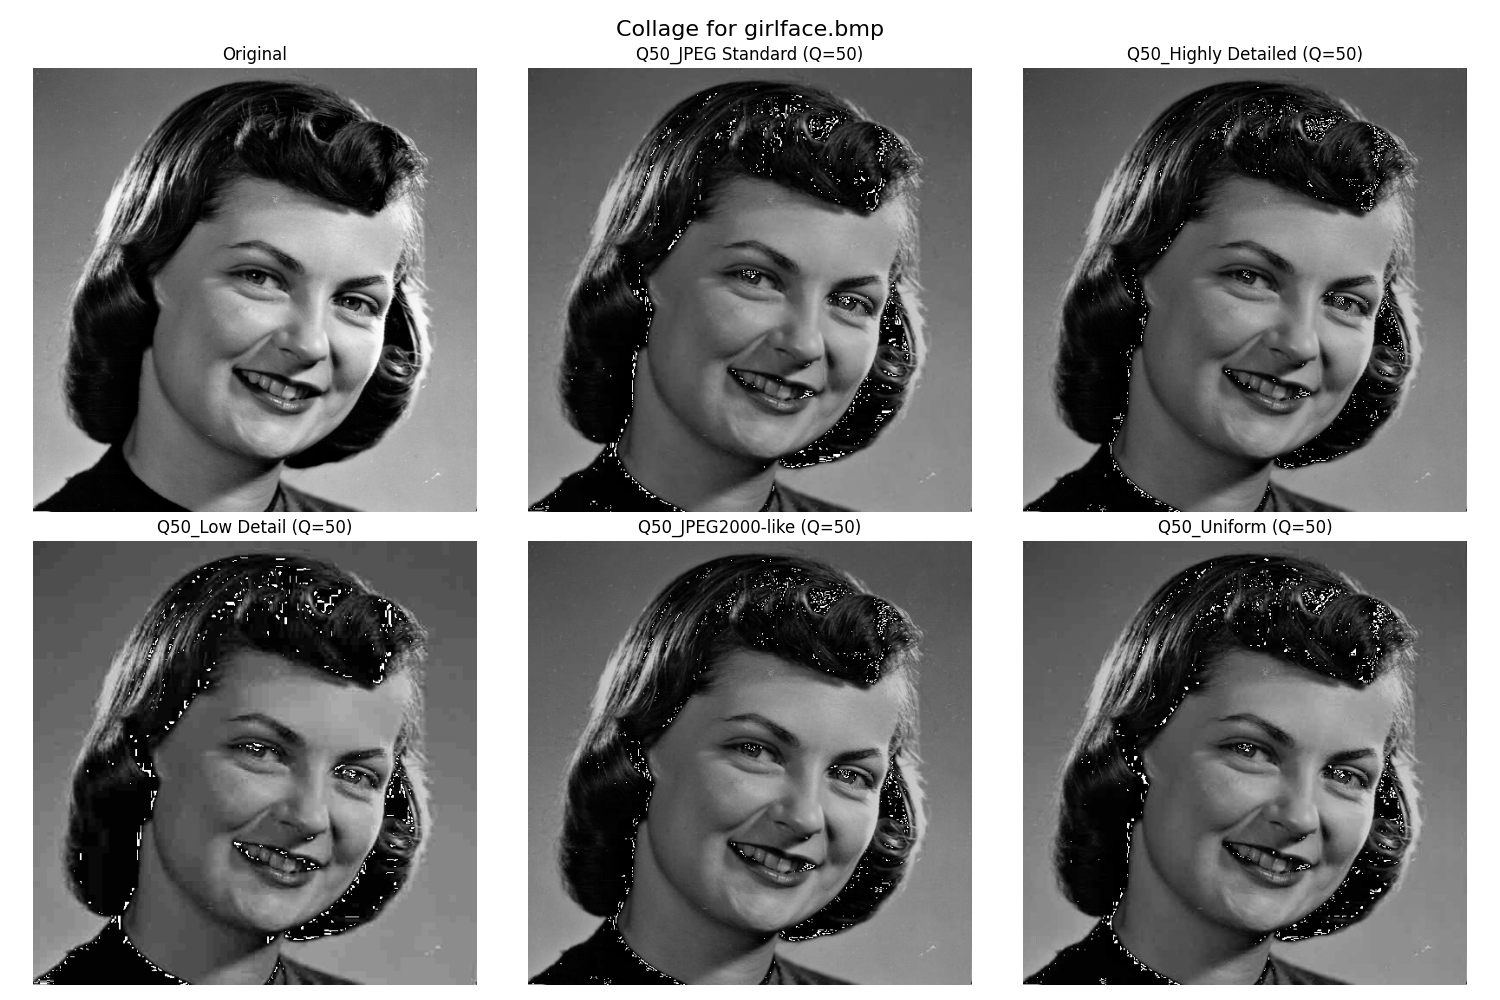 Collage for girlface.bmp
Original
Q50_JPEG Standard (Q=50)
Q50_Highly Detailed (Q=50)
Q50_Low Detail (Q=50)
Q50_JPEG2000-like (Q=50)
Q50_Uniform (Q=50)